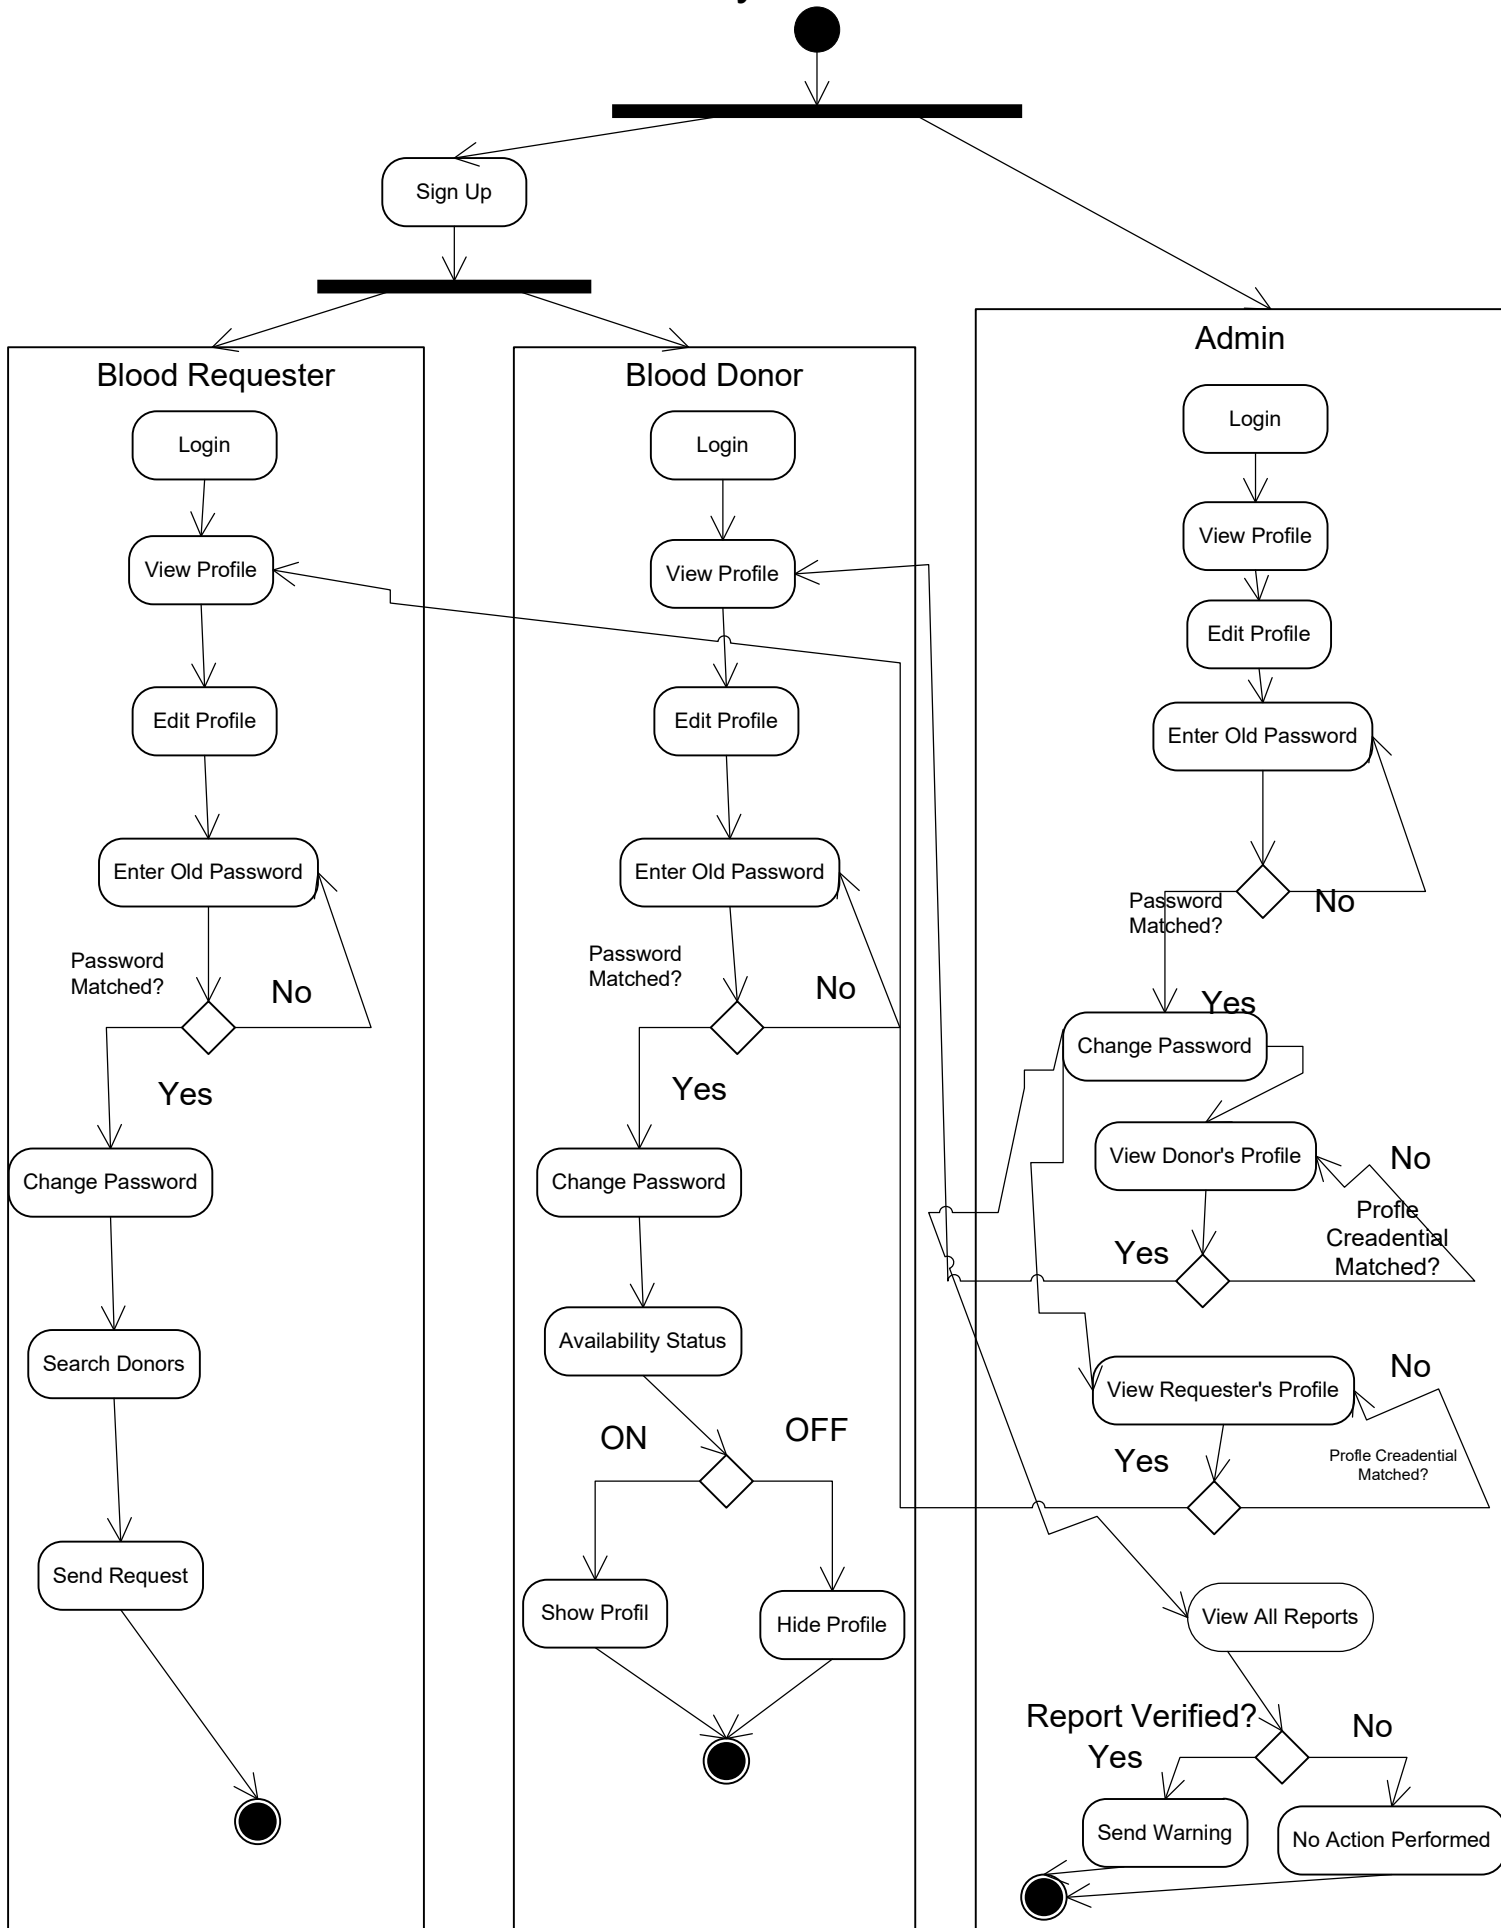 Sign Up
Blood Requester
Login
View Profile
Edit Profile
Enter Old Password
Password
Matched?
No
Yes
Change Password
Search Donors
Send Request
Blood Donor
Login
View Profile
Edit Profile
Enter Old Password
Password
Matched?
No
Yes
Change Password
Availability Status
ON
OFF
Show Profil
Hide Profile
Admin
Login
View Profile
Edit Profile
Enter Old Password
Password
Matched?
No
Yes
Change Password
View Donor's Profile
No
Profle
Creadential
Matched?
Yes
View Requester's Profile
No
Yes
Profle Creadential
Matched?
View All Reports
Report Verified?
Yes
No
Send Warning
No Action Performed